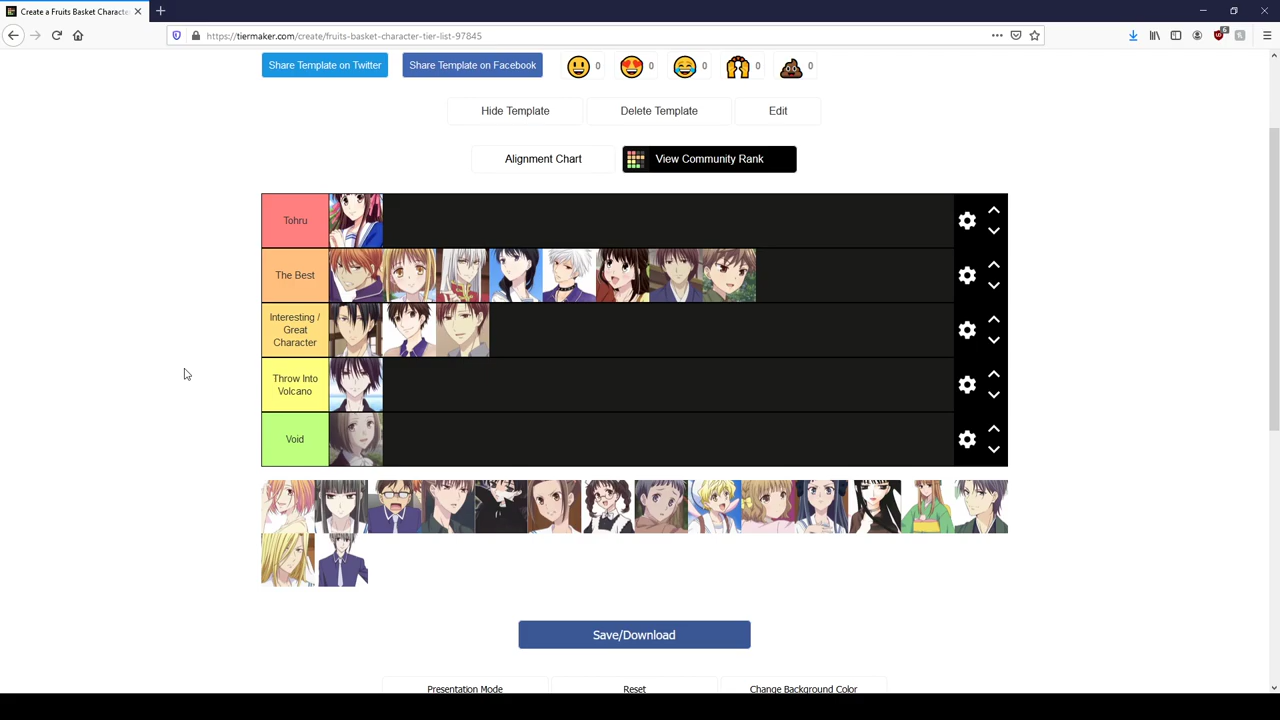 Create a Fruits Basket Characte
https://tiermaker.com/create/fruits-basket-character-tier-list-97845
6
Share Template on Twitter
Share Template on Facebook
0
0
0
0
0
Hide Template
Delete Template
Edit
Alignment Chart
View Community Rank
Tohru
The Best
Interesting /
Great
Character
Throw Into
Volcano
Void
Save/Download
Presentation Mode
Reset
Change Background Color